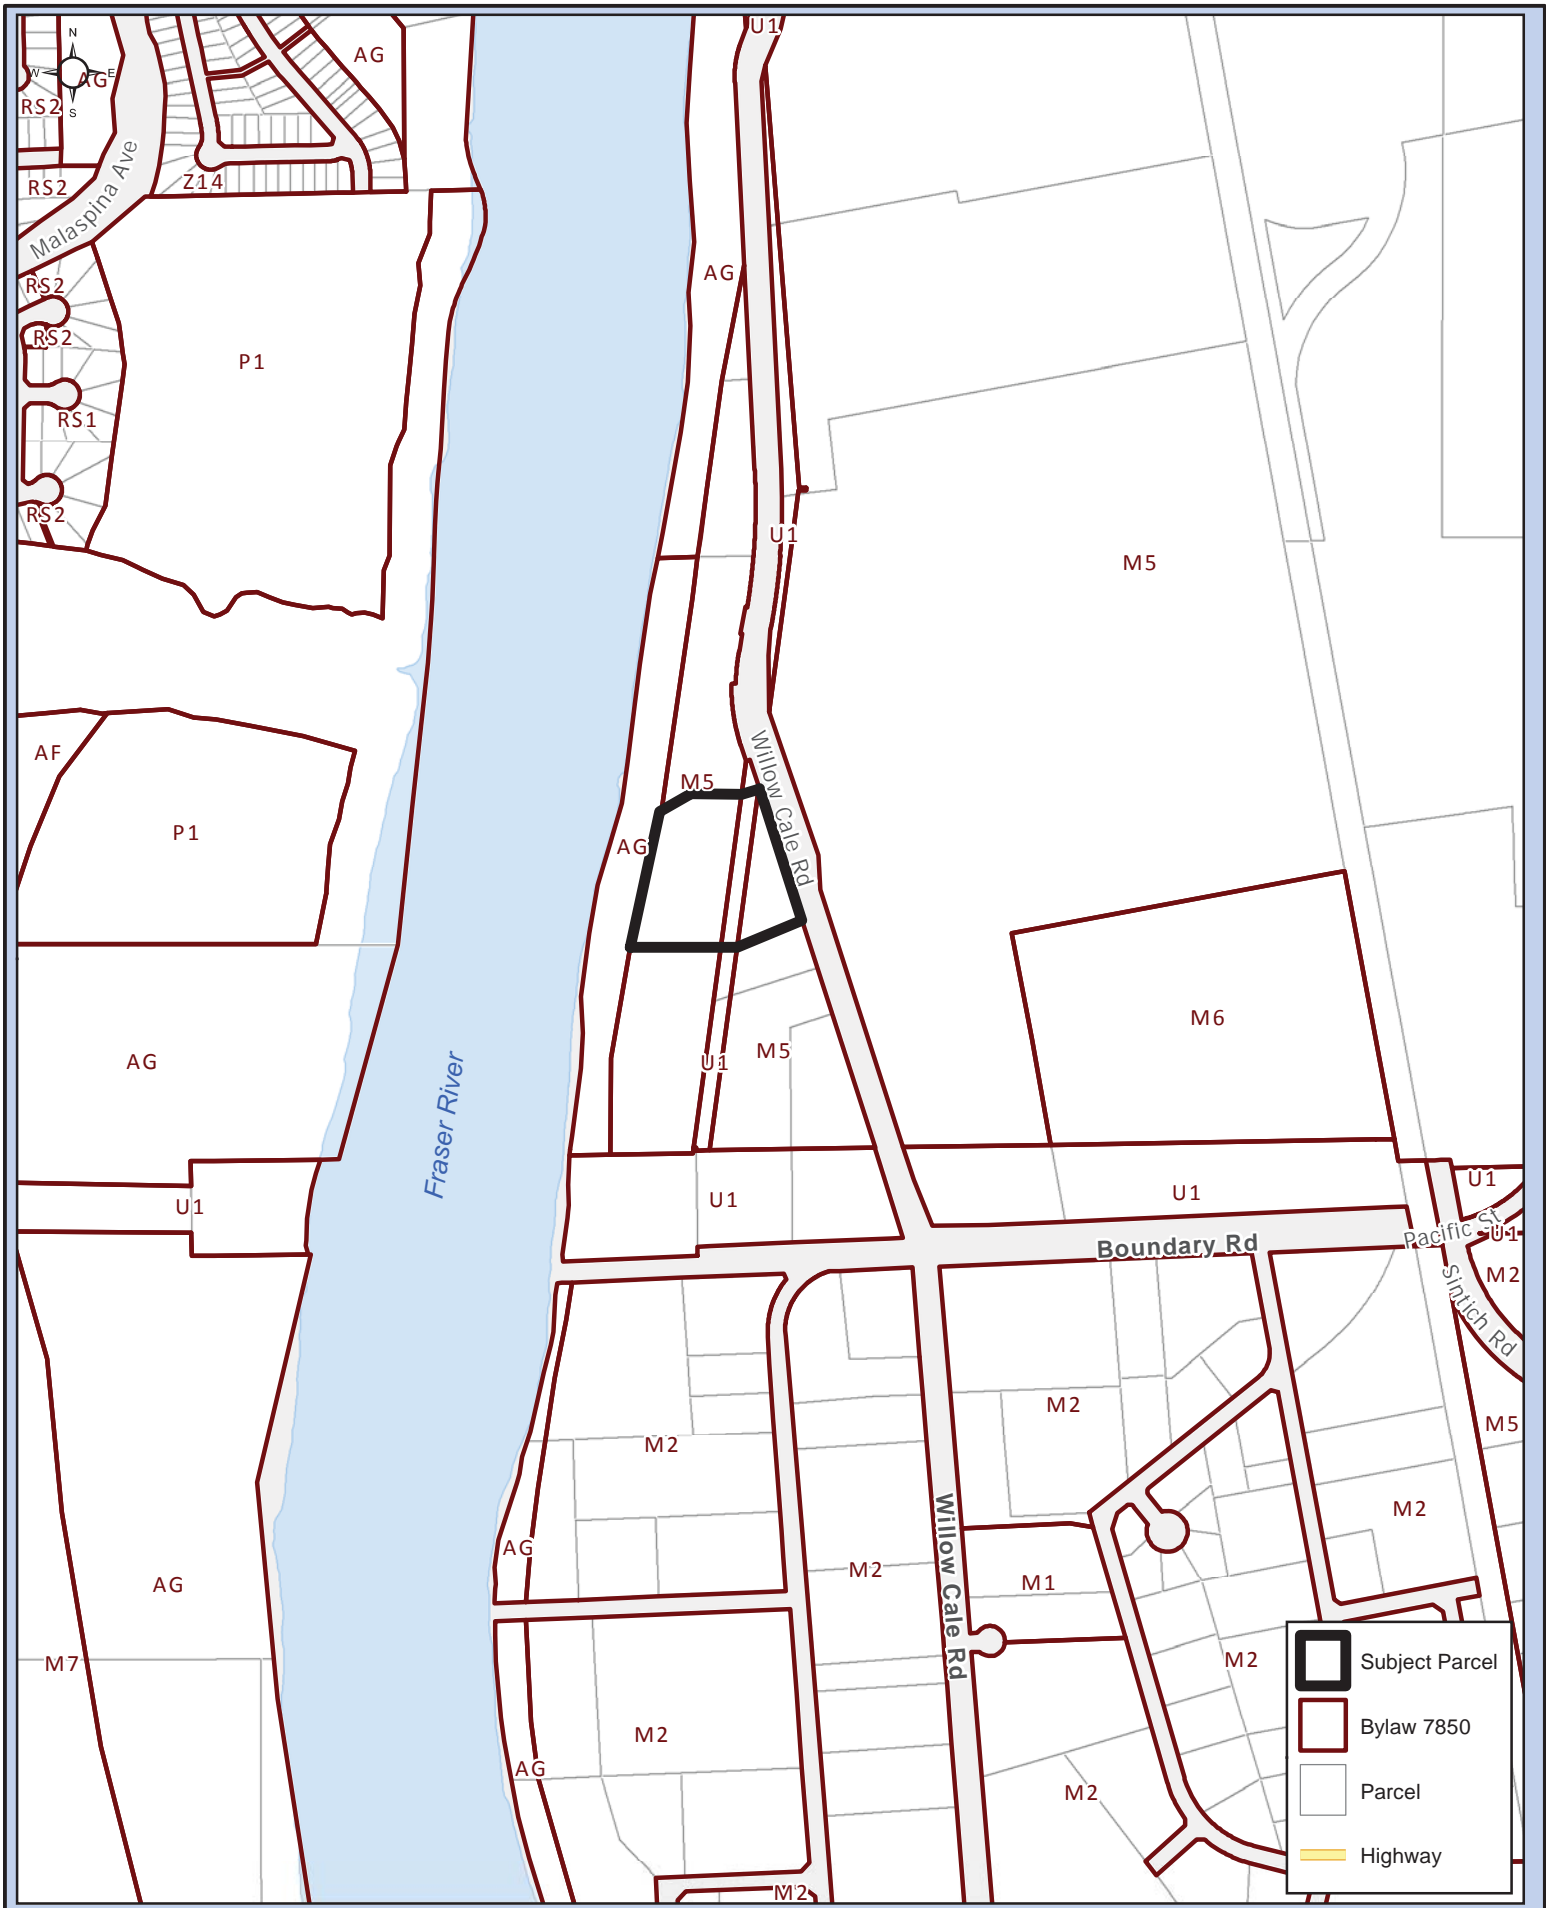 U1
N
AG
W
E
AG
RS2
S
Malaspina Ave
Z14
RS2
AG
RS2
RS2
P1
RS1
RS2
U1
M5
AF
M5
Willow Cale Rd
P1
AG
M6
M5
AG
U1
Fraser River
U1
U1
U1
U1
Pacific St
U1
Boundary Rd
M2
Sintich Rd
M2
M5
M2
M2
AG
Willow Cale Rd
M2
M1
AG
M7
M2
M2
AG
M2
M2
Subject Parcel
Bylaw 7850
Parcel
Highway